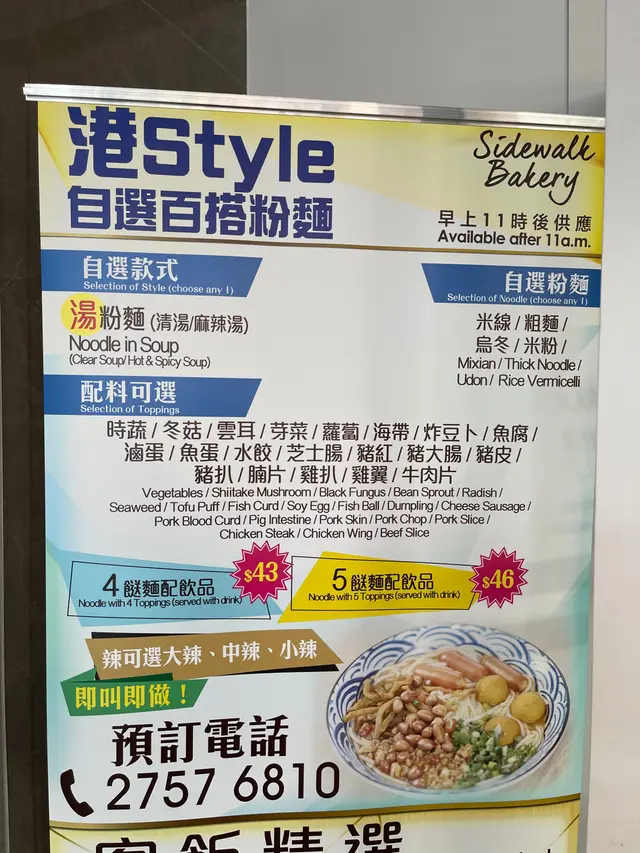 港Style
自選百搭粉麵
Sidewalk
Bakery
早上11時後供應
Available after 11a.m.
自選款式
Selection of Style (choose any 1)
湯粉麵 (清湯/麻辣湯)
Noodle in Soup
(Clear Soup/ Hot & Spicy Soup)
自選粉麵
Selection of Noodle (choose any 1)
米線 / 粗麵 /
烏冬 / 米粉 /
Mixian / Thick Noodle /
Udon / Rice Vermicelli
配料可選
Selection of Toppings
時蔬 / 冬菇 / 雲耳 / 芽菜 / 蘿蔔 / 海帶 / 炸豆卜 / 魚腐 /
滷蛋 / 魚蛋 / 水餃 / 芝士腸 / 豬紅 / 豬大腸 / 豬皮 /
豬扒 / 腩片 / 雞扒 / 雞翼 / 牛肉片
Vegetables / Shiitake Mushroom / Black Fungus / Bean Sprout / Radish /
Seaweed / Tofu Puff / Fish Curd / Soy Egg / Fish Ball / Dumpling / Cheese Sausage /
Pork Blood Curd / Pig Intestine / Pork Skin / Pork Chop / Pork Slice /
Chicken Steak / Chicken Wing / Beef Slice
4 餸麵配飲品
Noodle with 4 Toppings (served with drink)
$43
5 餸麵配飲品
Noodle with 5 Toppings (served with drink)
$46
辣可選大辣、中辣、小辣
即叫即做！
預訂電話
2757 6810
客飯精選